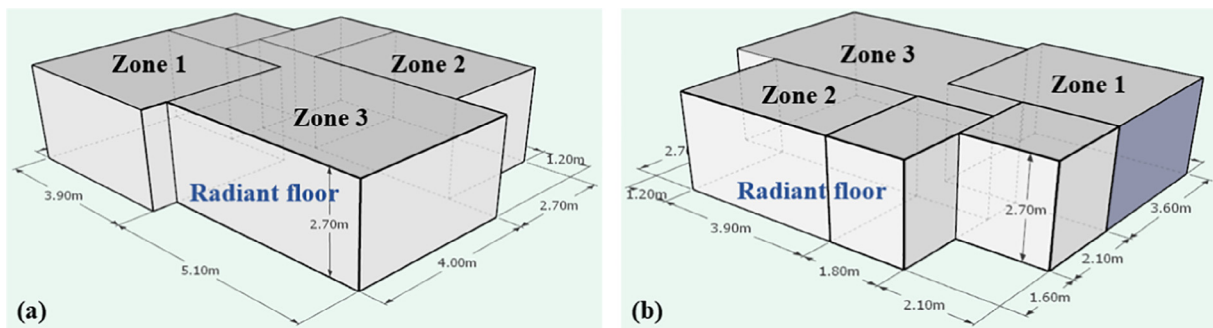 Zone 1
Zone 2
Zone 3
Radiant floor
2.70m
3.90m
5.10m
4.00m
2.70m
1.20m
(a)
Zone 3
Zone 1
Zone 2
Radiant floor
2.70m
1.20m
3.90m
1.80m
2.10m
1.60m
2.10m
3.60m
(b)